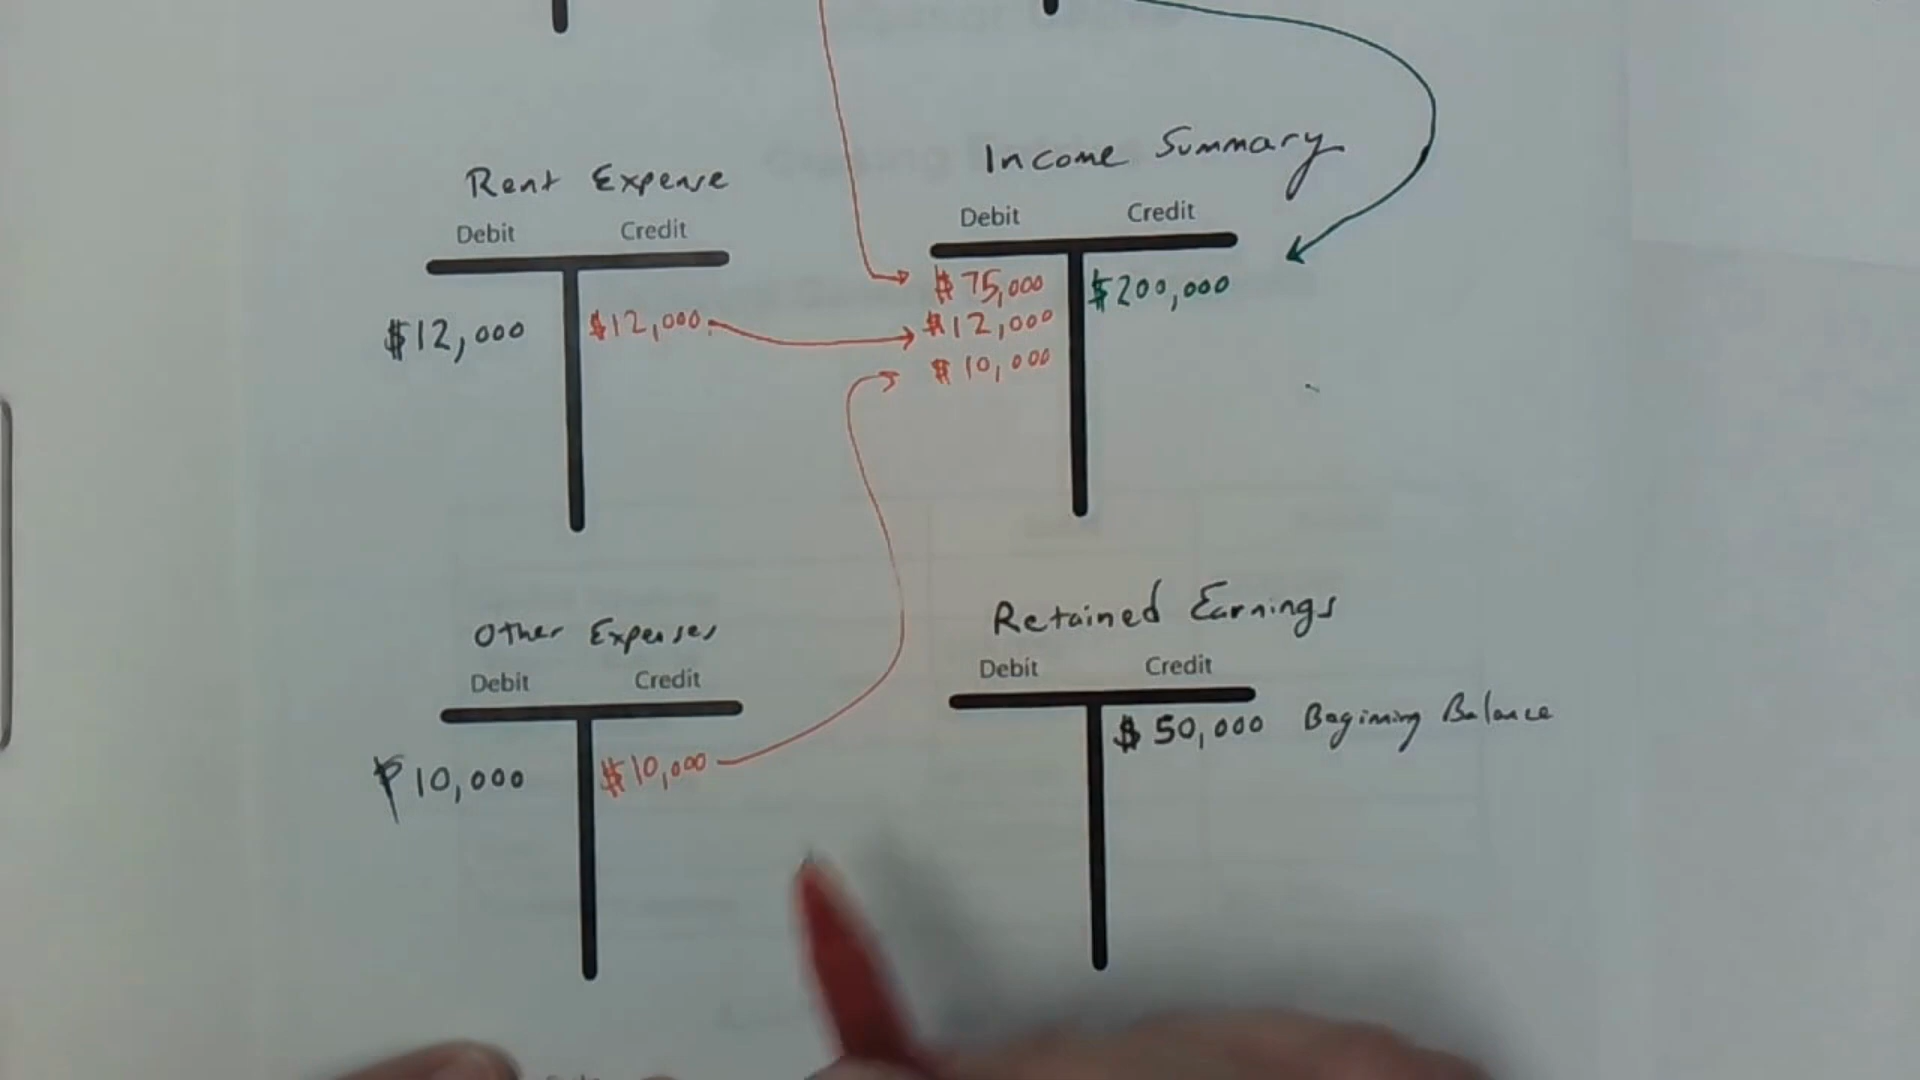 Rent Expense
Debit Credit
$12,000 $12,000
Income Summary
Debit Credit
$75,000 $200,000
$12,000
$10,000
Other Expenses
Debit Credit
10,000 $10,000
Retained Earnings
Debit Credit
$50,000 Beginning Balance